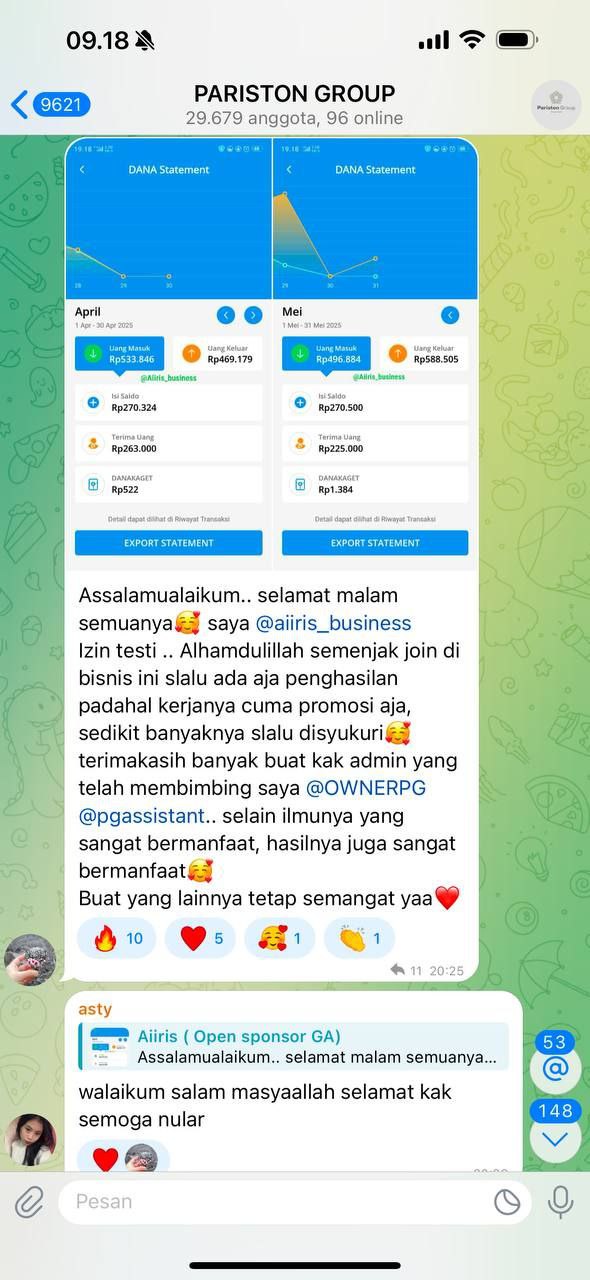 09.18
9621
PARISTON GROUP
29.679 anggota, 96 online
Pariston Group
19.18
DANA Statement
28 29 30
April
1 Apr - 30 Apr 2025
Uang Masuk
Rp533.846
Uang Keluar
Rp469.179
@Aiiris_business
Isi Saldo
Rp270.324
Terima Uang
Rp263.000
DANAKAGET
Rp522
Detail dapat dilihat di Riwayat Transaksi
EXPORT STATEMENT
19.18
DANA Statement
29 30 31
Mei
1 Mei - 31 Mei 2025
Uang Masuk
Rp496.884
Uang Keluar
Rp588.505
@Aiiris_business
Isi Saldo
Rp270.500
Terima Uang
Rp225.000
DANAKAGET
Rp1.384
Detail dapat dilihat di Riwayat Transaksi
EXPORT STATEMENT
Assalamualaikum.. selamat malam
semuanya🥰 saya @aiiris_business
Izin testi .. Alhamdulillah semenjak join di
bisnis ini slalu ada aja penghasilan
padahal kerjanya cuma promosi aja,
sedikit banyaknya slalu disyukuri🥰
terimakasih banyak buat kak admin yang
telah membimbing saya @OWNERPG
@pgassistant.. selain ilmunya yang
sangat bermanfaat, hasilnya juga sangat
bermanfaat🥰
Buat yang lainnya tetap semangat yaa❤️
🔥 10 ❤️ 5 🥰 1 👏 1
11 20:25
asty
Aiiris ( Open sponsor GA)
Assalamualaikum.. selamat malam semuanya...
walaikum salam masyaallah selamat kak
semoga nular
53
@
148
Pesan